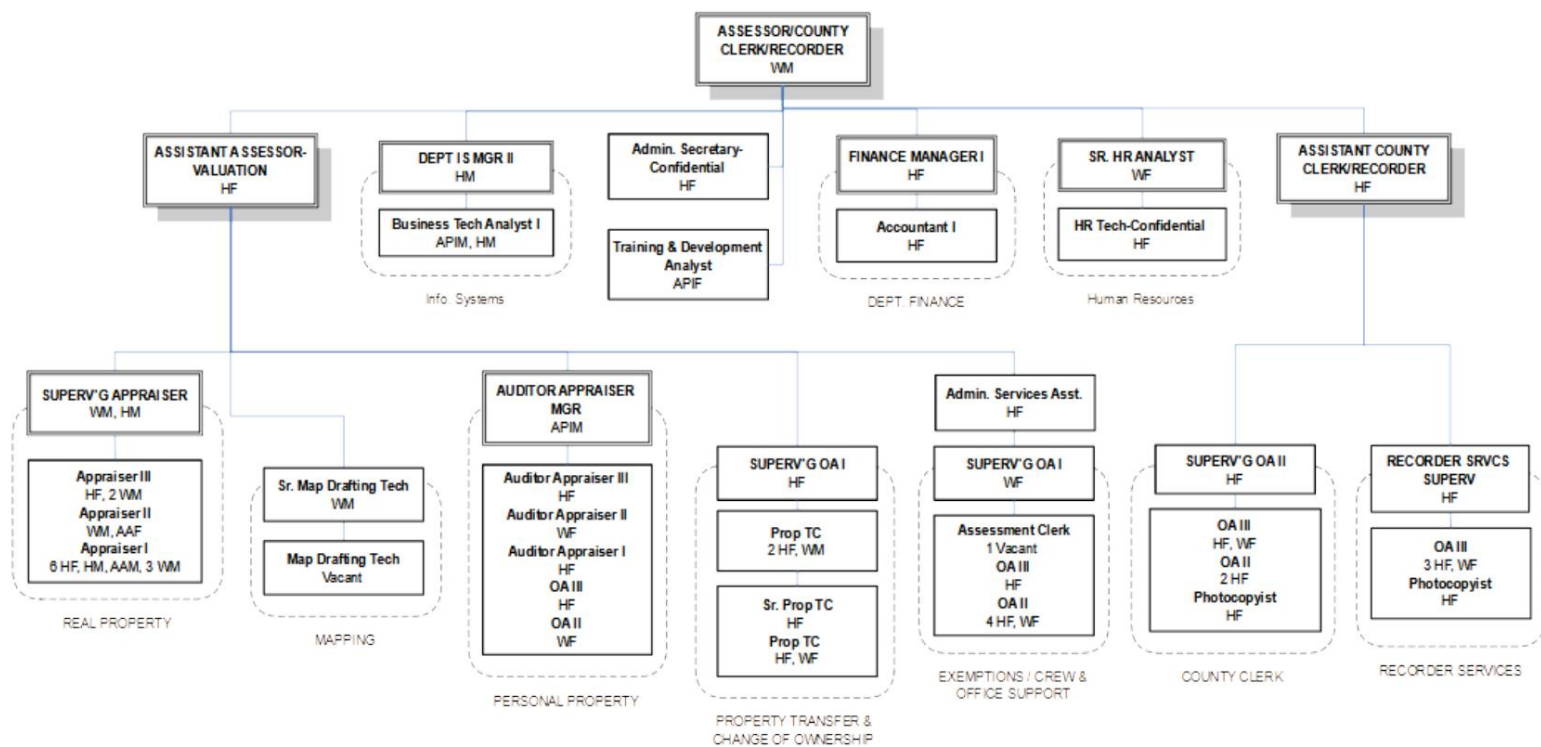 ASSESSOR/COUNTY
CLERK/RECORDER
WM
ASSISTANT ASSESSOR-
VALUATION
HF
DEPT IS MGR II
HM
Business Tech Analyst I
APIM, HM
Info. Systems
Admin. Secretary-
Confidential
HF
Training & Development
Analyst
APIF
FINANCE MANAGER I
HF
Accountant I
HF
DEPT. FINANCE
SR. HR ANALYST
WF
HR Tech-Confidential
HF
Human Resources
ASSISTANT COUNTY
CLERK/RECORDER
HF
SUPERV'G APPRAISER
WM, HM
Appraiser III
HF, 2 WM
Appraiser II
WM, AAF
Appraiser I
6 HF, HM, AAM, 3 WM
REAL PROPERTY
Sr. Map Drafting Tech
WM
Map Drafting Tech
Vacant
MAPPING
AUDITOR APPRAISER
MGR
APIM
Auditor Appraiser III
HF
Auditor Appraiser II
WF
Auditor Appraiser I
HF
OA III
HF
OA II
WF
PERSONAL PROPERTY
SUPERV'G OA I
HF
Prop TC
2 HF, WM
Sr. Prop TC
HF
Prop TC
HF, WF
PROPERTY TRANSFER &
CHANGE OF OWNERSHIP
Admin. Services Asst.
HF
SUPERV'G OA I
WF
Assessment Clerk
1 Vacant
OA III
HF
OA II
4 HF, WF
EXEMPTIONS / CREW &
OFFICE SUPPORT
SUPERV'G OA II
HF
OA III
HF, WF
OA II
2 HF
Photocopyist
HF
COUNTY CLERK
RECORDER SRVCS
SUPERV
HF
OA III
3 HF, WF
Photocopyist
HF
RECORDER SERVICES